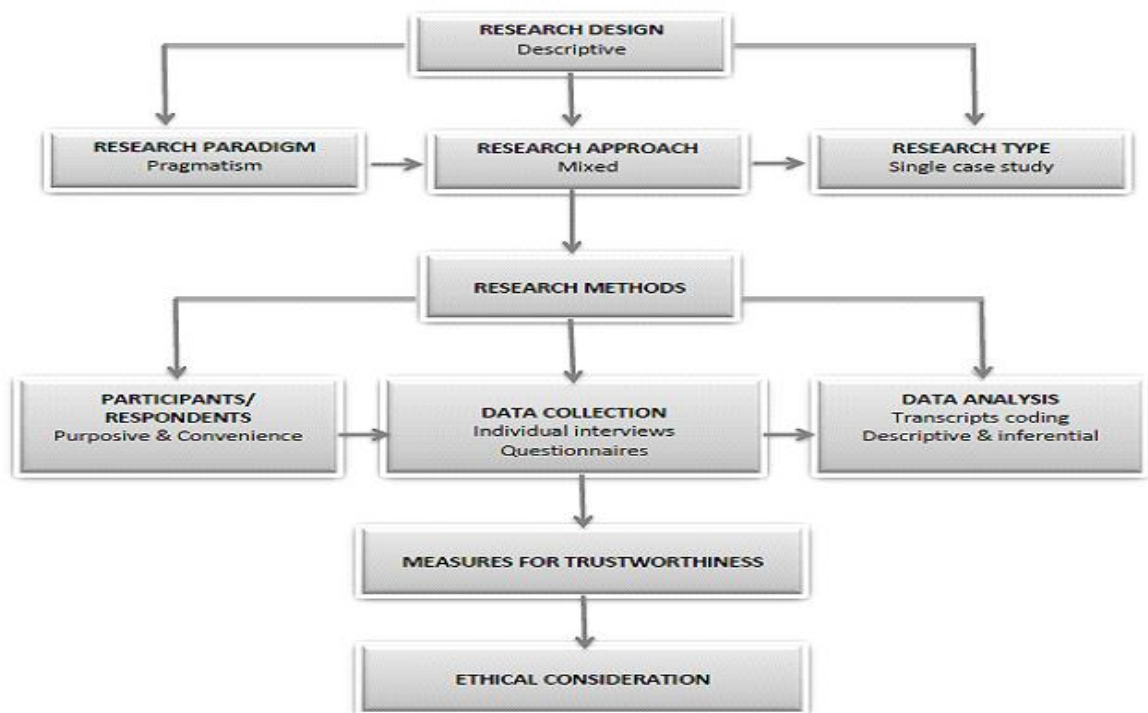 RESEARCH DESIGN
Descriptive
RESEARCH PARADIGM
Pragmatism
RESEARCH APPROACH
Mixed
RESEARCH TYPE
Single case study
RESEARCH METHODS
PARTICIPANTS/
RESPONDENTS
Purposive & Convenience
DATA COLLECTION
Individual interviews
Questionnaires
DATA ANALYSIS
Transcripts coding
Descriptive & inferential
MEASURES FOR TRUSTWORTHINESS
ETHICAL CONSIDERATION